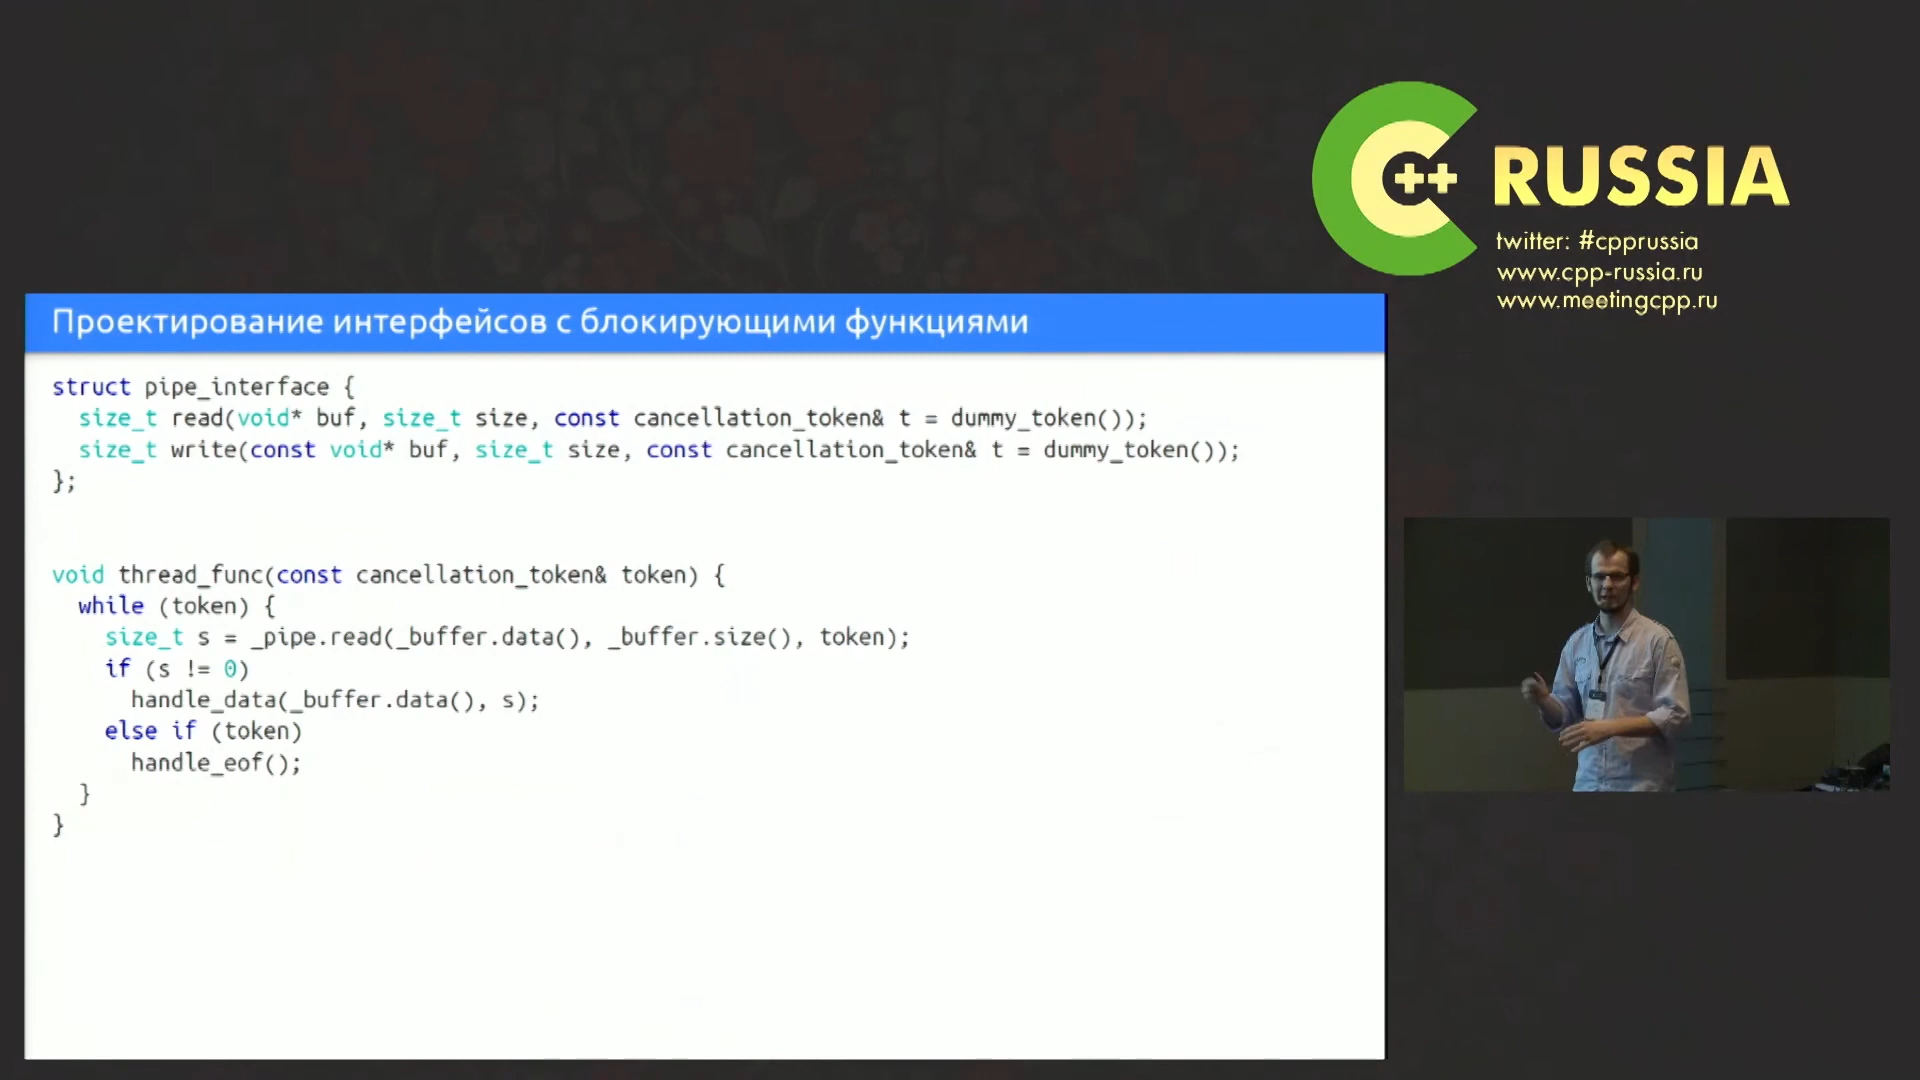 C++ RUSSIA
twitter: #cpprussia
www.cpp-russia.ru
www.meetingcpp.ru
Проектирование интерфейсов с блокирующими функциями
struct pipe_interface {
  size_t read(void* buf, size_t size, const cancellation_token& t = dummy_token());
  size_t write(const void* buf, size_t size, const cancellation_token& t = dummy_token());
};
void thread_func(const cancellation_token& token) {
  while (token) {
    size_t s = _pipe.read(_buffer.data(), _buffer.size(), token);
    if (s != 0)
      handle_data(_buffer.data(), s);
    else if (token)
      handle_eof();
  }
}